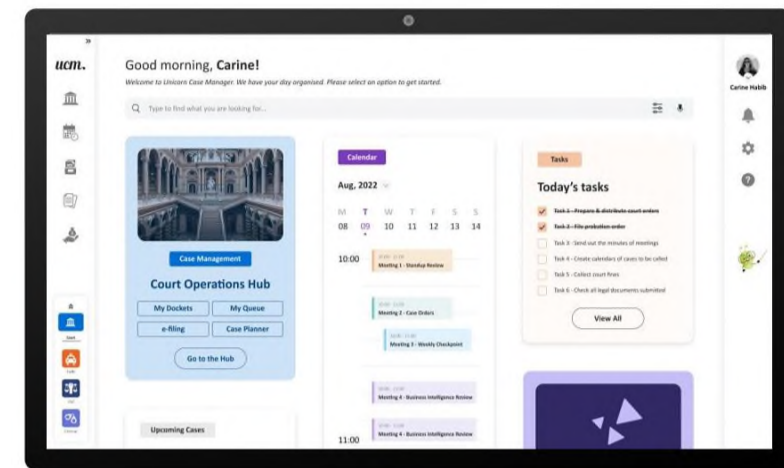 ucm.
Good morning, Carine!
Welcome to Unicorn Case Manager. We have your day organised. Please select an option to get started.
Type to find what you are looking for...
Carine Habib
Case Management
Court Operations Hub
My Dockets
My Queue
e-filing
Case Planner
Go to the Hub
Upcoming Cases
Calendar
Aug, 2022
M T W T F S S
08 09 10 11 12 13 14
10:00
Meeting 1 - Standup Review
Meeting 2 - Case Orders
Meeting 3 - Weekly Checkpoint
Meeting 4 - Business Intelligence Review
11:00
Meeting 4 - Business Intelligence Review
Tasks
Today's tasks
Task 1 - Prepare & distribute court orders
Task 2 - File probation order
Task 3 - Send out the minutes of meetings
Task 4 - Create calendars of cases to be called
Task 5 - Collect court fines
Task 6 - Check all legal documents submitted
View All